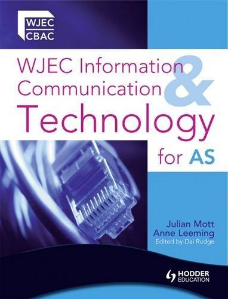 WJEC
CBAC
WJEC Information
Communication &
Technology
for AS
Julian Mott
Anne Leeming
Edited by Dai Rudge
HODDER
EDUCATION